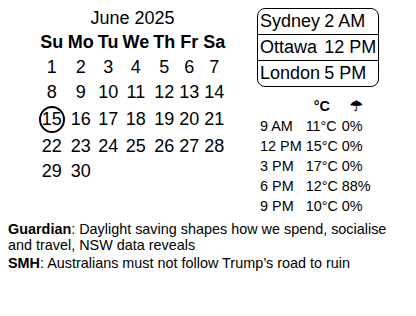 June 2025
Su Mo Tu We Th Fr Sa
1 2 3 4 5 6 7
8 9 10 11 12 13 14
15 16 17 18 19 20 21
22 23 24 25 26 27 28
29 30
Sydney 2 AM
Ottawa 12 PM
London 5 PM
°C ☂
9 AM 11°C 0%
12 PM 15°C 0%
3 PM 17°C 0%
6 PM 12°C 88%
9 PM 10°C 0%
Guardian: Daylight saving shapes how we spend, socialise
and travel, NSW data reveals
SMH: Australians must not follow Trump's road to ruin